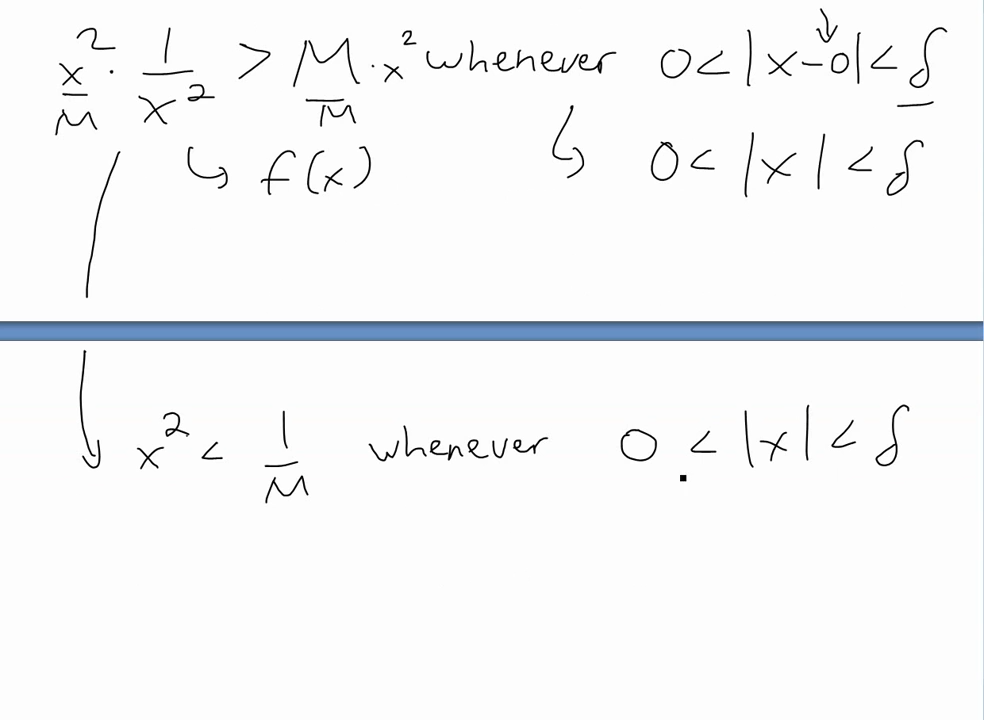 x²/M · 1/x² > M/M · x² whenever 0 < |x - 0| < δ
↳ f(x) ↳ 0 < |x| < δ
x² < 1/M whenever 0 < |x| < δ